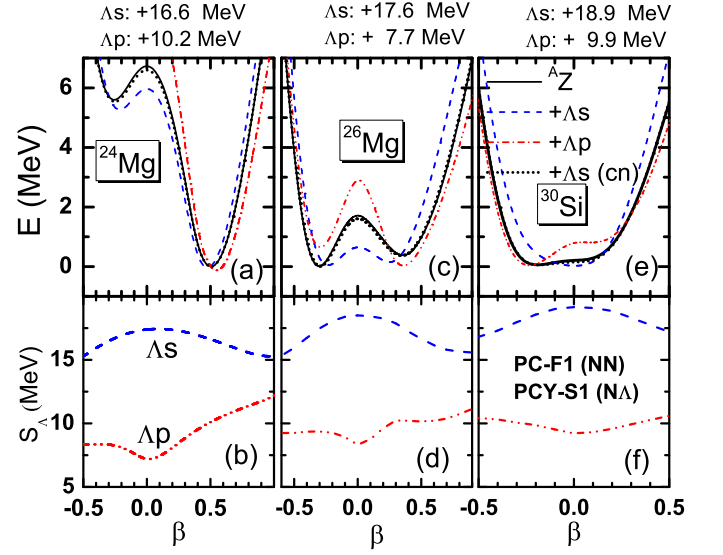 Λs: +16.6 MeV
Λp: +10.2 MeV
Λs: +17.6 MeV
Λp: + 7.7 MeV
Λs: +18.9 MeV
Λp: + 9.9 MeV
E (MeV)
6
4
2
0
²⁴Mg
(a)
²⁶Mg
(c)
ᴬZ
+Λs
+Λp
+Λs (cn)
³⁰Si
(e)
S_Λ (MeV)
15
10
5
Λs
Λp
(b)
(d)
PC-F1 (NN)
PCY-S1 (NΛ)
(f)
-0.5 0.0 0.5
-0.5 0.0 0.5
-0.5 0.0 0.5
β
β
β